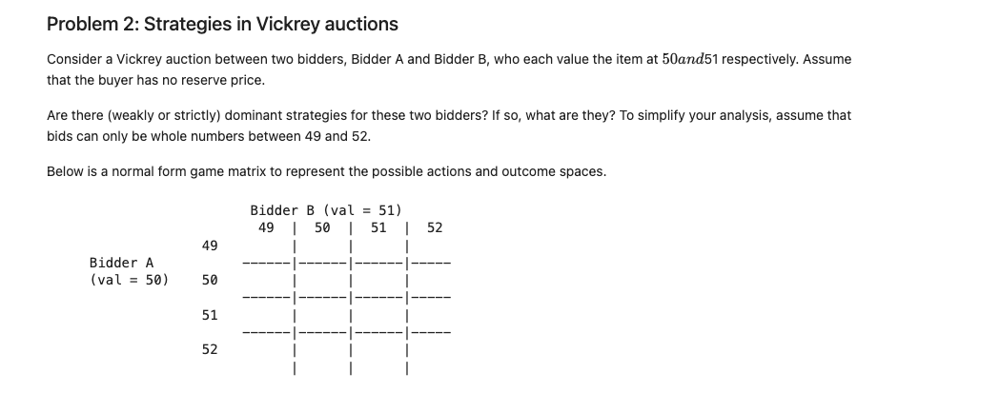 Problem 2: Strategies in Vickrey auctions
Consider a Vickrey auction between two bidders, Bidder A and Bidder B, who each value the item at 50and51 respectively. Assume
that the buyer has no reserve price.
Are there (weakly or strictly) dominant strategies for these two bidders? If so, what are they? To simplify your analysis, assume that
bids can only be whole numbers between 49 and 52.
Below is a normal form game matrix to represent the possible actions and outcome spaces.
Bidder B (val = 51)
49 | 50 | 51 | 52
49 | | |
Bidder A ------|------|------|-----
(val = 50) 50 | | |
------|------|------|-----
51 | | |
------|------|------|-----
52 | | |
| | |